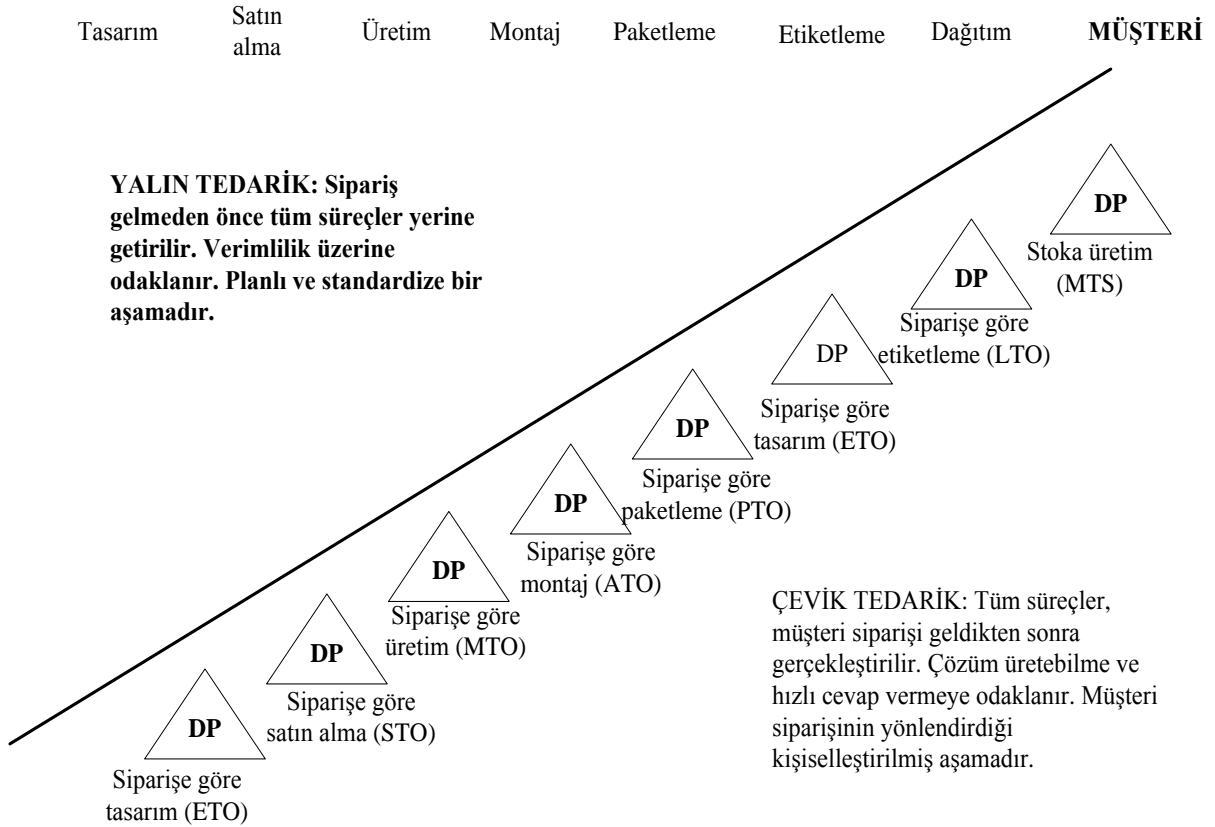 Tasarım
Satın
alma
Üretim
Montaj
Paketleme
Etiketleme
Dağıtım
MÜŞTERİ
YALIN TEDARİK: Sipariş
gelmeden önce tüm süreçler yerine
getirilir. Verimlilik üzerine
odaklanır. Planlı ve standardize bir
aşamadır.
DP
Stoka üretim
(MTS)
DP
Siparişe göre
etiketleme (LTO)
DP
Siparişe göre
tasarım (ETO)
DP
Siparişe göre
paketleme (PTO)
DP
Siparişe göre
montaj (ATO)
DP
Siparişe göre
üretim (MTO)
DP
Siparişe göre
satın alma (STO)
DP
Siparişe göre
tasarım (ETO)
ÇEVİK TEDARİK: Tüm süreçler,
müşteri siparişi geldikten sonra
gerçekleştirilir. Çözüm üretebilme ve
hızlı cevap vermeye odaklanır. Müşteri
siparişinin yönlendirdiği
kişiselleştirilmiş aşamadır.